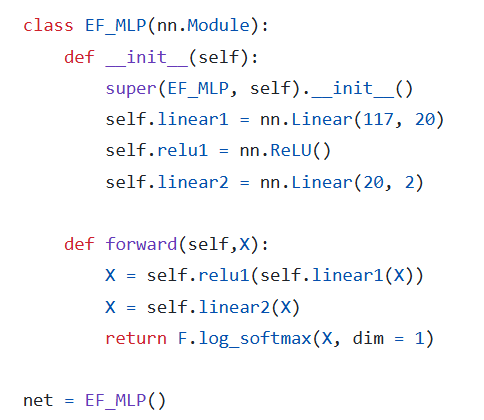 class EF_MLP(nn.Module):
    def __init__(self):
        super(EF_MLP, self).__init__()
        self.linear1 = nn.Linear(117, 20)
        self.relu1 = nn.ReLU()
        self.linear2 = nn.Linear(20, 2)

    def forward(self,X):
        X = self.relu1(self.linear1(X))
        X = self.linear2(X)
        return F.log_softmax(X, dim = 1)

net = EF_MLP()